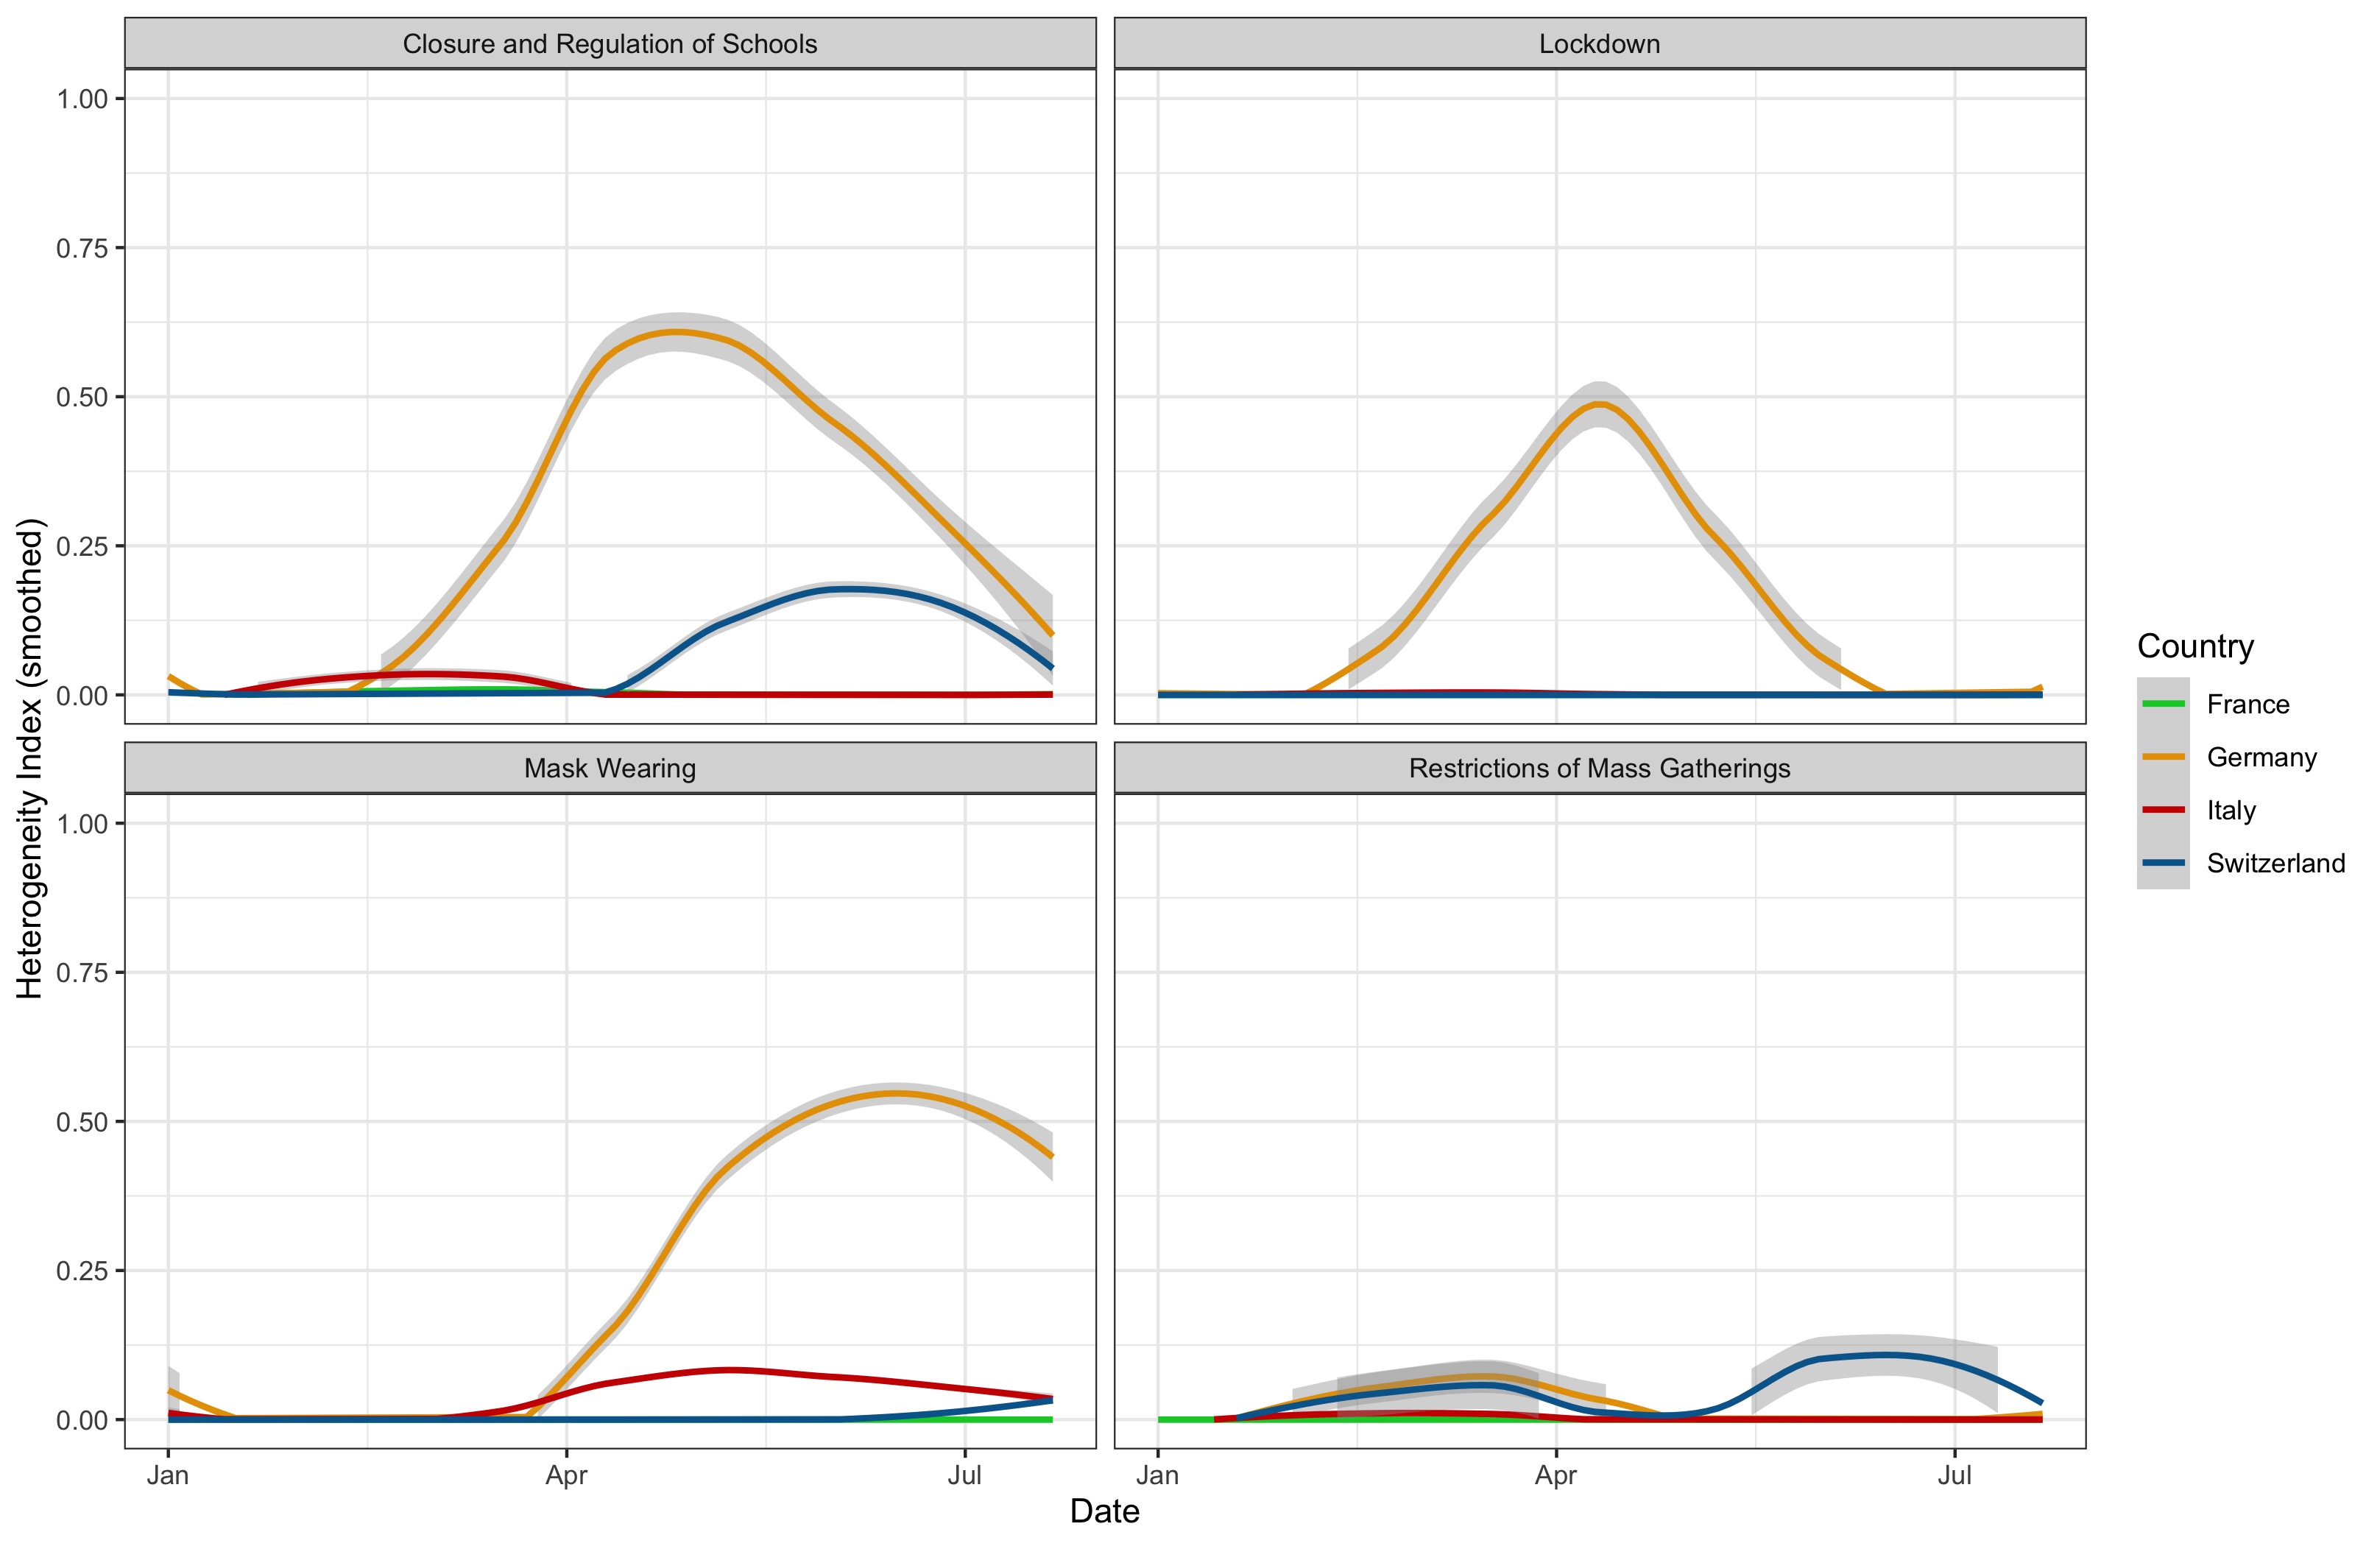 Closure and Regulation of Schools
Lockdown
1.00
0.75
0.50
0.25
0.00
Mask Wearing
Restrictions of Mass Gatherings
1.00
0.75
0.50
0.25
0.00
Jan
Apr
Jul
Jan
Apr
Jul
Date
Heterogeneity Index (smoothed)
Country
France
Germany
Italy
Switzerland